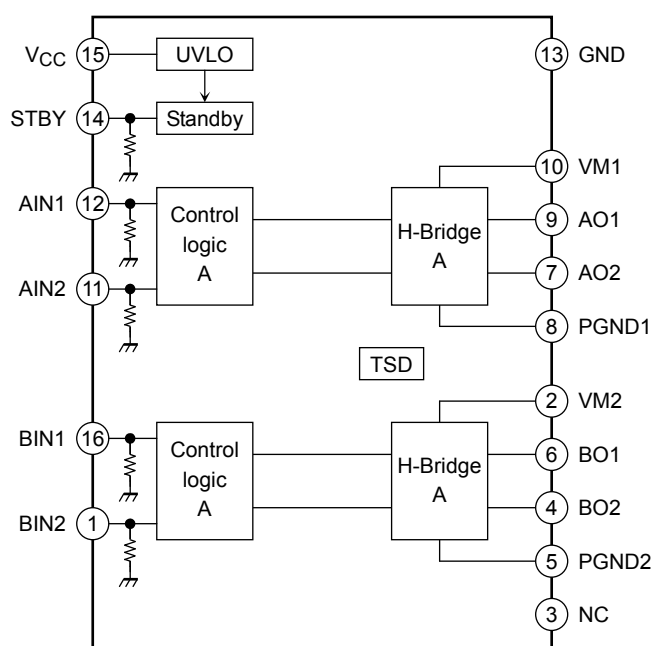 VCC 15 UVLO 13 GND
STBY 14 Standby
10 VM1
AIN1 12 Control logic A H-Bridge A 9 AO1
AIN2 11 7 AO2
8 PGND1
TSD
2 VM2
BIN1 16 Control logic A H-Bridge A 6 BO1
BIN2 1 4 BO2
5 PGND2
3 NC